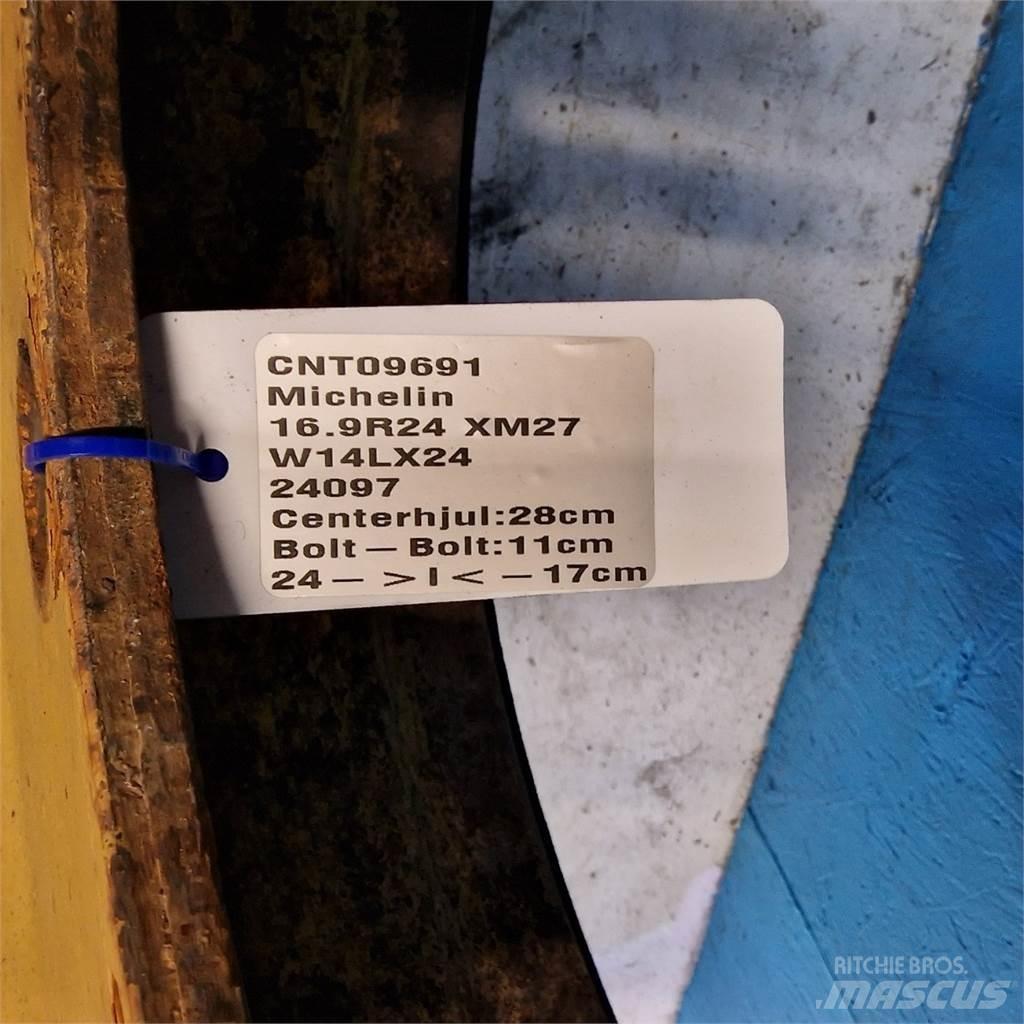 CNT09691
Michelin
16.9R24 XM27
W14LX24
24097
Centerhjul:28cm
Bolt — Bolt:11cm
24 — > I < — 17cm
RITCHIE BROS.
MASCUS